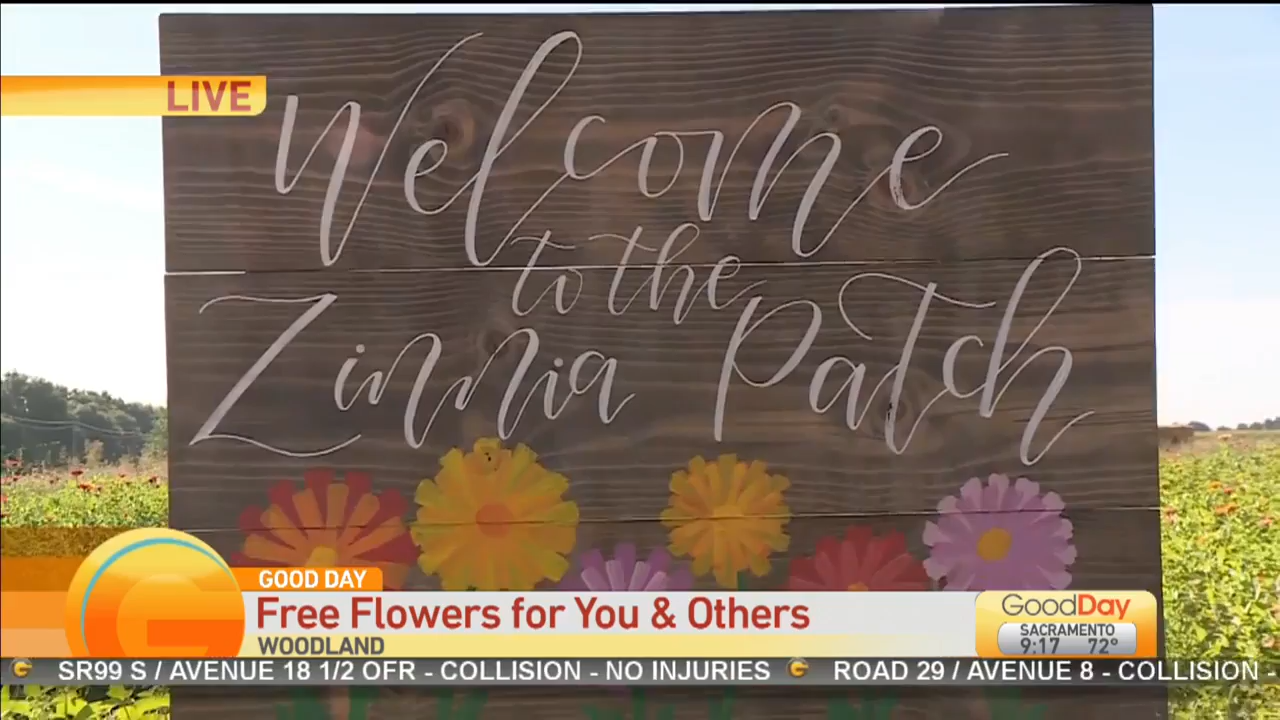 LIVE
Welcome
to the
Zinnia Patch
GOOD DAY
Free Flowers for You & Others
WOODLAND
GoodDay
SACRAMENTO
9:17 72°
SR99 S / AVENUE 18 1/2 OFR - COLLISION - NO INJURIES ROAD 29 / AVENUE 8 - COLLISION -